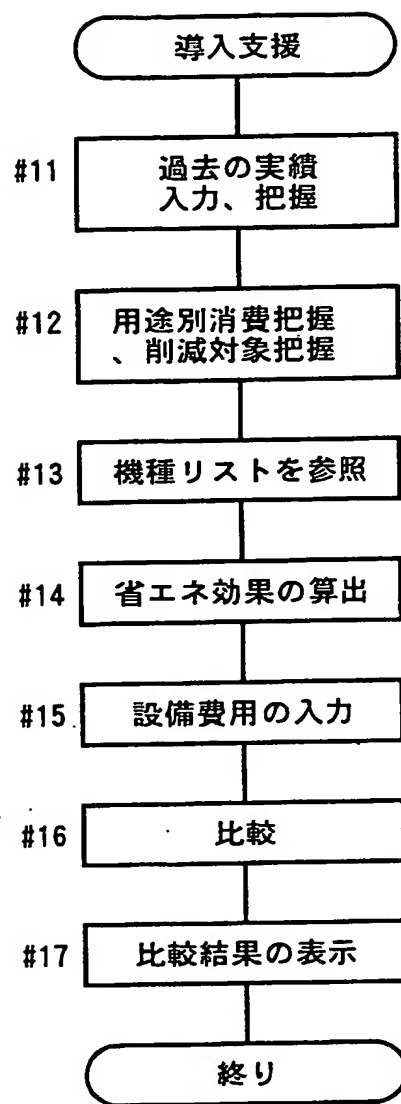 導入支援
#11
過去の実績
入力、把握
#12
用途別消費把握
、削減対象把握
#13
機種リストを参照
#14
省エネ効果の算出
#15
設備費用の入力
#16
比較
#17
比較結果の表示
終り